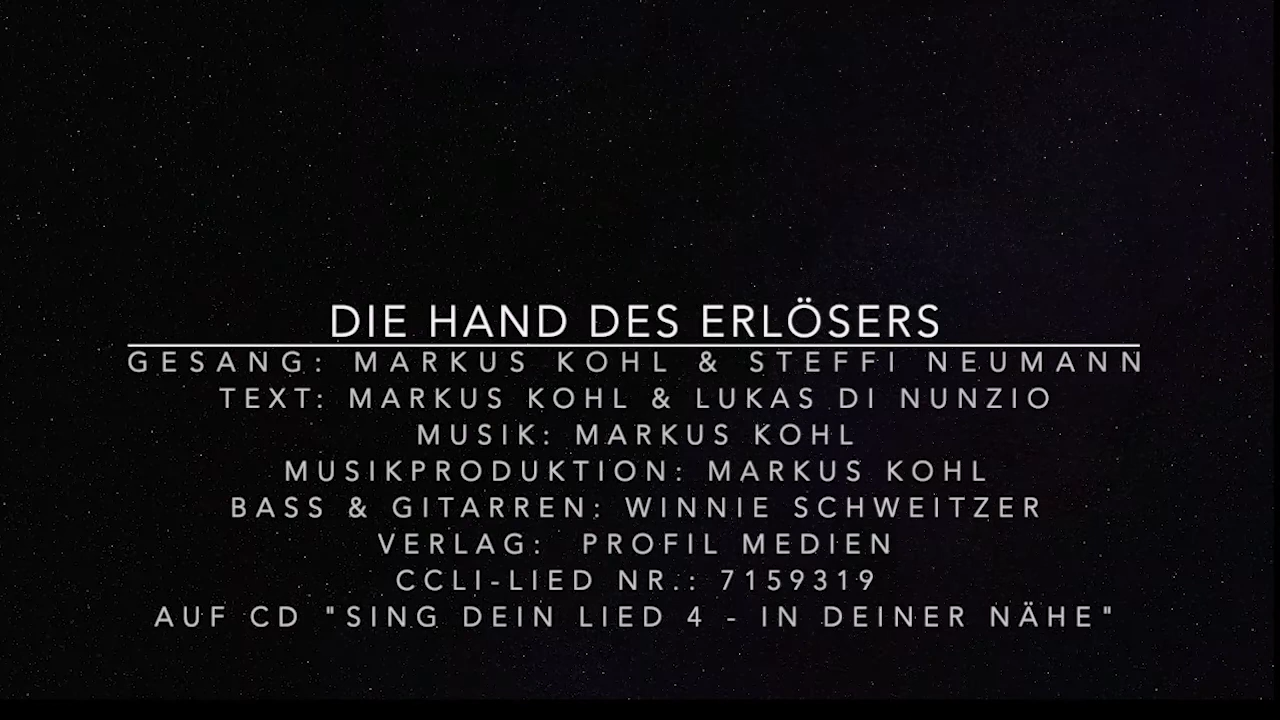 DIE HAND DES ERLÖSERS
GESANG: MARKUS KOHL & STEFFI NEUMANN
TEXT: MARKUS KOHL & LUKAS DI NUNZIO
MUSIK: MARKUS KOHL
MUSIKPRODUKTION: MARKUS KOHL
BASS & GITARREN: WINNIE SCHWEITZER
VERLAG:  PROFIL MEDIEN
CCLI-LIED NR.: 7159319
AUF CD "SING DEIN LIED 4 - IN DEINER NÄHE"